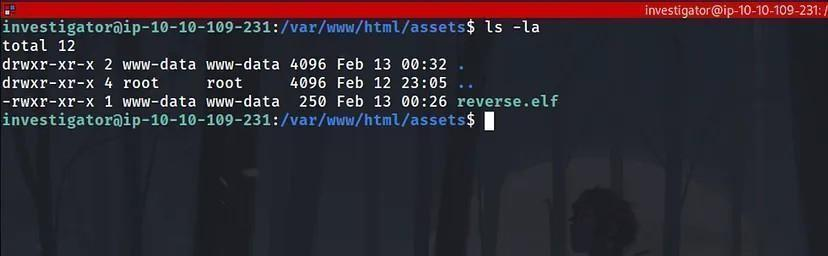 investigator@ip-10-10-109-231: /
investigator@ip-10-10-109-231:/var/www/html/assets$ ls -la
total 12
drwxr-xr-x 2 www-data www-data 4096 Feb 13 00:32 .
drwxr-xr-x 4 root     root     4096 Feb 12 23:05 ..
-rwxr-xr-x 1 www-data www-data  250 Feb 13 00:26 reverse.elf
investigator@ip-10-10-109-231:/var/www/html/assets$